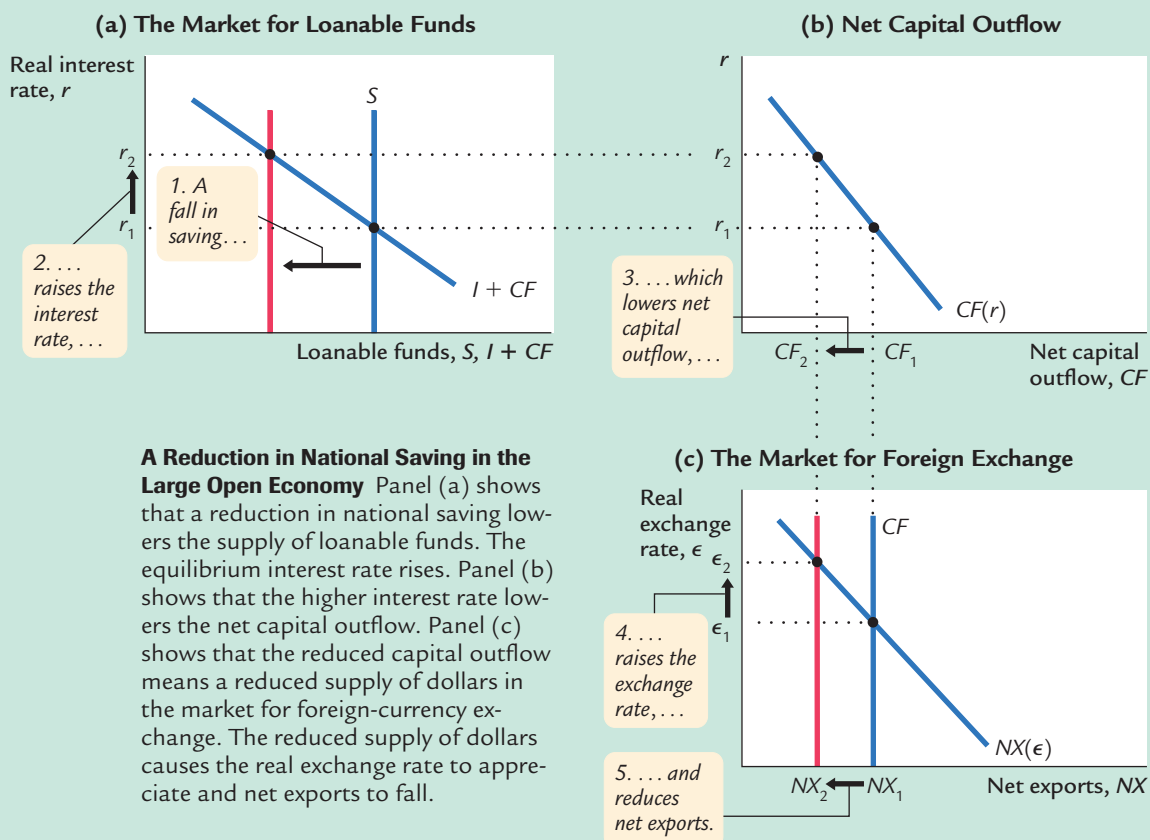 (a) The Market for Loanable Funds
Real interest
rate, r
S
r₂
r₁
1. A
fall in
saving . . .
2. . . .
raises the
interest
rate, . . .
I + CF
Loanable funds, S, I + CF
(b) Net Capital Outflow
r
r₂
r₁
3. . . . which
lowers net
capital
outflow, . . .
CF(r)
CF₂
CF₁
Net capital
outflow, CF
A Reduction in National Saving in the
Large Open Economy Panel (a) shows
that a reduction in national saving low-
ers the supply of loanable funds. The
equilibrium interest rate rises. Panel (b)
shows that the higher interest rate low-
ers the net capital outflow. Panel (c)
shows that the reduced capital outflow
means a reduced supply of dollars in
the market for foreign-currency ex-
change. The reduced supply of dollars
causes the real exchange rate to appre-
ciate and net exports to fall.
(c) The Market for Foreign Exchange
Real
exchange
rate, ϵ
CF
ϵ₂
ϵ₁
4. . . .
raises the
exchange
rate, . . .
NX(ϵ)
5. . . . and
reduces
net exports.
NX₂
NX₁
Net exports, NX